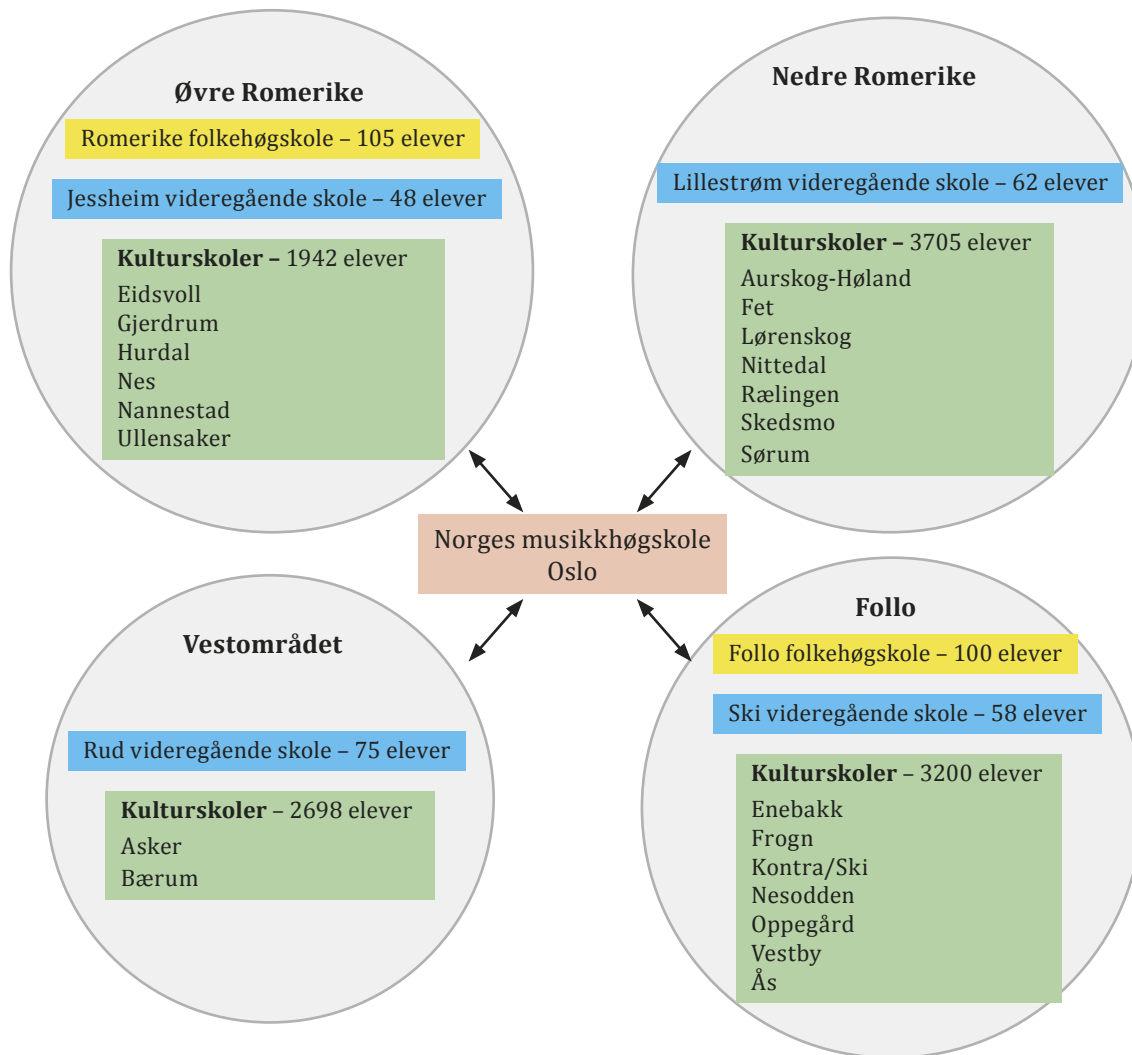 Øvre Romerike
Romerike folkehøgskole – 105 elever
Jessheim videregående skole – 48 elever
Kulturskoler – 1942 elever
Eidsvoll
Gjerdrum
Hurdal
Nes
Nannestad
Ullensaker
Nedre Romerike
Lillestrøm videregående skole – 62 elever
Kulturskoler – 3705 elever
Aurskog-Høland
Fet
Lørenskog
Nittedal
Rælingen
Skedsmo
Sørum
Norges musikkhøgskole
Oslo
Vestområdet
Rud videregående skole – 75 elever
Kulturskoler – 2698 elever
Asker
Bærum
Follo
Follo folkehøgskole – 100 elever
Ski videregående skole – 58 elever
Kulturskoler – 3200 elever
Enebakk
Frogn
Kontra/Ski
Nesodden
Oppegård
Vestby
Ås